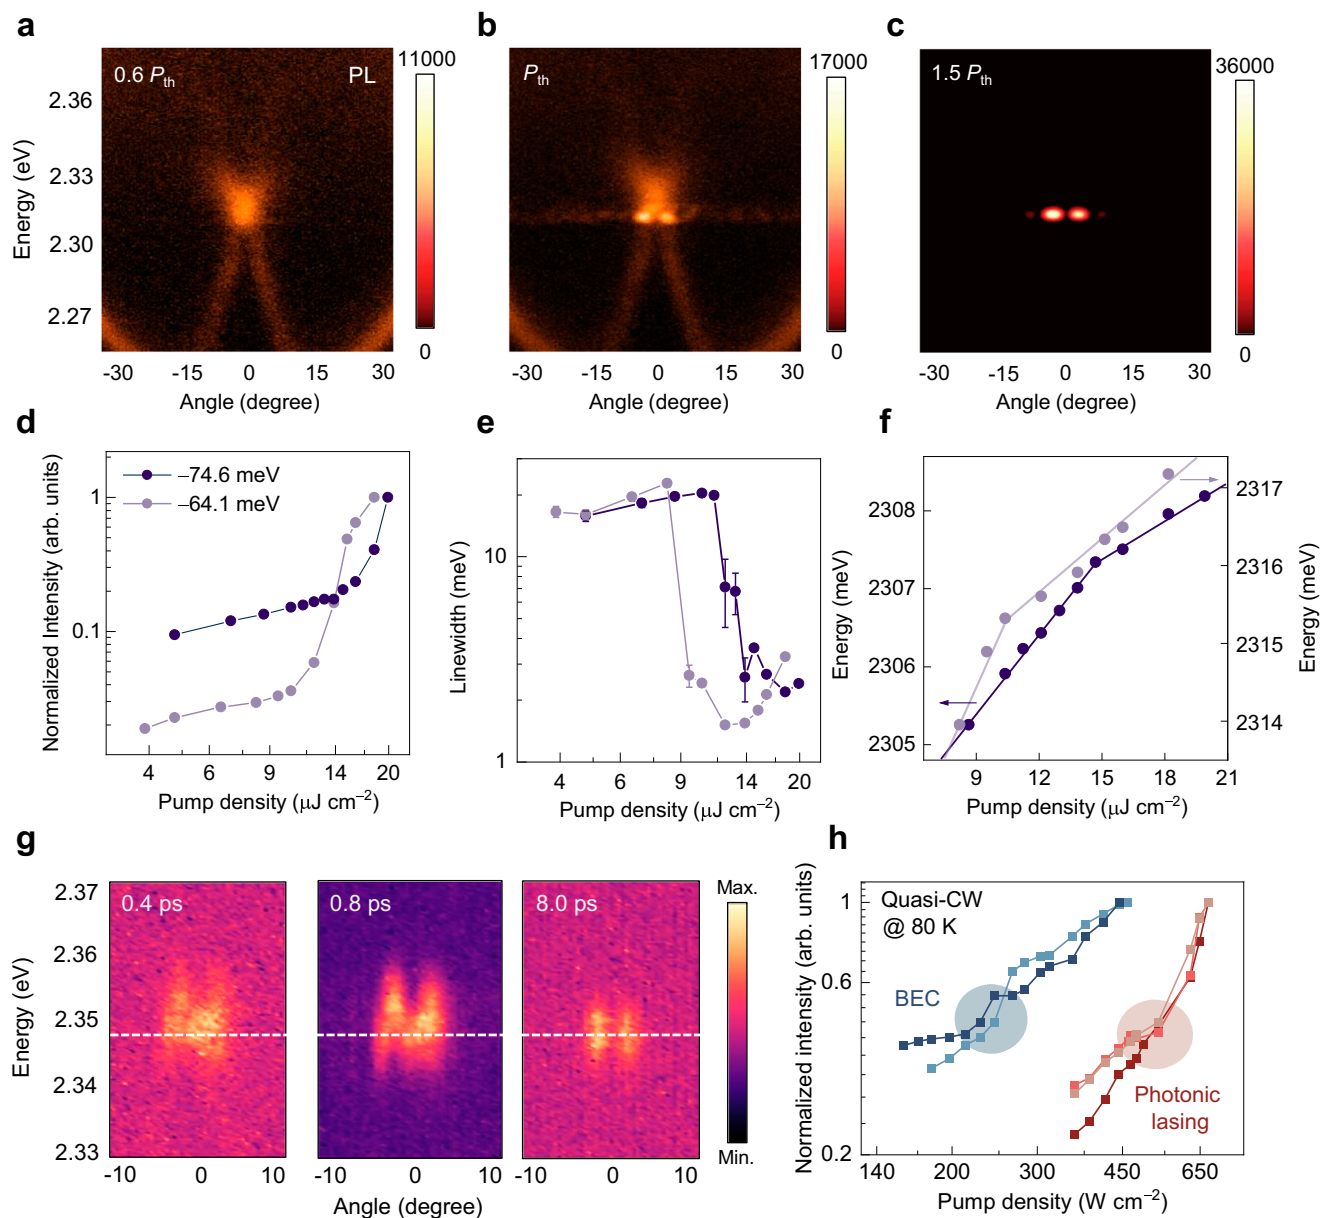 a
0.6 Pth
PL
11000
0
2.36
2.33
2.30
2.27
Energy (eV)
-30
-15
0
15
30
Angle (degree)
b
Pth
17000
0
-30
-15
0
15
30
Angle (degree)
c
1.5 Pth
36000
0
-30
-15
0
15
30
Angle (degree)
d
Normalized Intensity (arb. units)
1
0.1
−74.6 meV
−64.1 meV
4
6
9
14
20
Pump density (μJ cm−2)
e
Linewidth (meV)
10
1
4
6
9
14
20
Pump density (μJ cm−2)
f
Energy (meV)
2308
2307
2306
2305
2317
2316
2315
2314
Energy (meV)
9
12
15
18
21
Pump density (μJ cm−2)
g
Energy (eV)
2.37
2.36
2.35
2.34
2.33
0.4 ps
0.8 ps
8.0 ps
Max.
Min.
-10
0
10
-10
0
10
-10
0
10
Angle (degree)
h
Normalized intensity (arb. units)
1
0.6
0.2
Quasi-CW
@ 80 K
BEC
Photonic
lasing
140
200
300
450
650
Pump density (W cm−2)